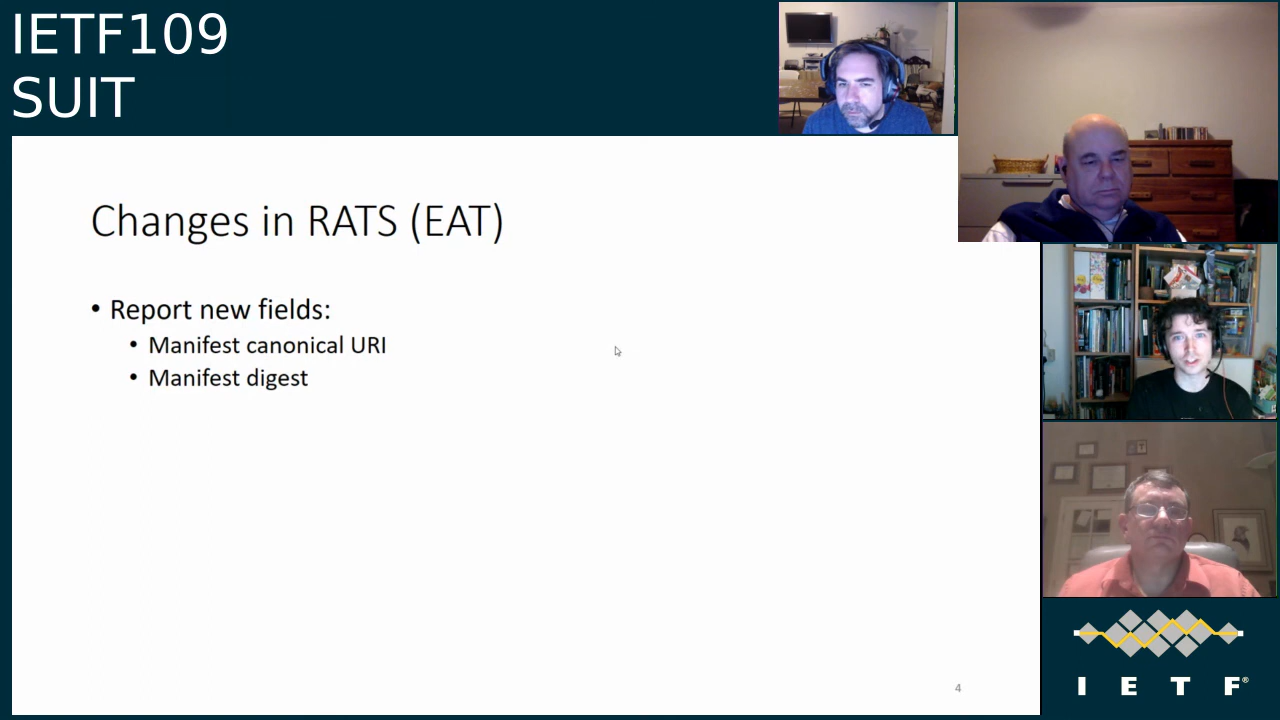 IETF109
SUIT
Changes in RATS (EAT)
• Report new fields:
• Manifest canonical URI
• Manifest digest
4
I E T F®